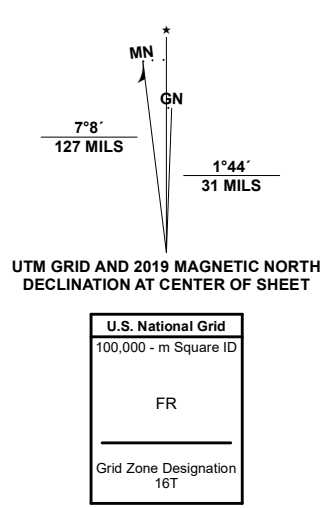 ★
MN
GN
7°8´
127 MILS
1°44´
31 MILS
UTM GRID AND 2019 MAGNETIC NORTH
DECLINATION AT CENTER OF SHEET
U.S. National Grid
100,000 - m Square ID
FR
Grid Zone Designation
16T